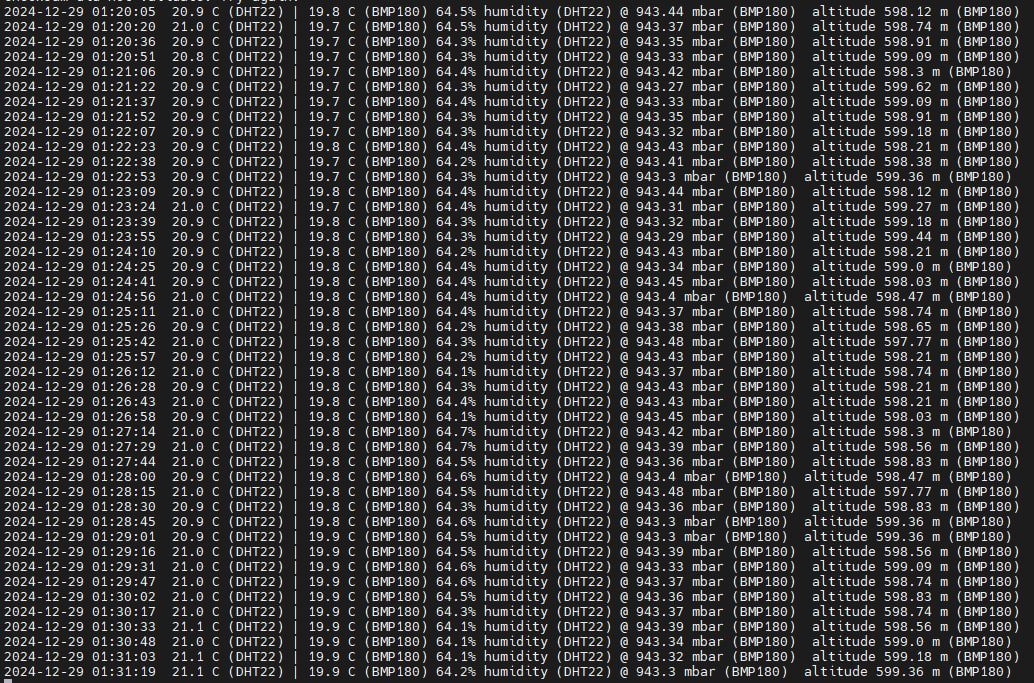 2024-12-29 01:20:05  20.9 C (DHT22) | 19.8 C (BMP180) 64.5% humidity (DHT22) @ 943.44 mbar (BMP180)  altitude 598.12 m (BMP180)
2024-12-29 01:20:20  21.0 C (DHT22) | 19.7 C (BMP180) 64.5% humidity (DHT22) @ 943.37 mbar (BMP180)  altitude 598.74 m (BMP180)
2024-12-29 01:20:36  20.9 C (DHT22) | 19.7 C (BMP180) 64.3% humidity (DHT22) @ 943.35 mbar (BMP180)  altitude 598.91 m (BMP180)
2024-12-29 01:20:51  20.8 C (DHT22) | 19.7 C (BMP180) 64.3% humidity (DHT22) @ 943.33 mbar (BMP180)  altitude 599.09 m (BMP180)
2024-12-29 01:21:06  20.9 C (DHT22) | 19.7 C (BMP180) 64.4% humidity (DHT22) @ 943.42 mbar (BMP180)  altitude 598.3 m (BMP180)
2024-12-29 01:21:22  20.9 C (DHT22) | 19.7 C (BMP180) 64.3% humidity (DHT22) @ 943.27 mbar (BMP180)  altitude 599.62 m (BMP180)
2024-12-29 01:21:37  20.9 C (DHT22) | 19.7 C (BMP180) 64.4% humidity (DHT22) @ 943.33 mbar (BMP180)  altitude 599.09 m (BMP180)
2024-12-29 01:21:52  20.9 C (DHT22) | 19.7 C (BMP180) 64.3% humidity (DHT22) @ 943.35 mbar (BMP180)  altitude 598.91 m (BMP180)
2024-12-29 01:22:07  20.9 C (DHT22) | 19.7 C (BMP180) 64.3% humidity (DHT22) @ 943.32 mbar (BMP180)  altitude 599.18 m (BMP180)
2024-12-29 01:22:23  20.9 C (DHT22) | 19.8 C (BMP180) 64.4% humidity (DHT22) @ 943.43 mbar (BMP180)  altitude 598.21 m (BMP180)
2024-12-29 01:22:38  20.9 C (DHT22) | 19.7 C (BMP180) 64.2% humidity (DHT22) @ 943.41 mbar (BMP180)  altitude 598.38 m (BMP180)
2024-12-29 01:22:53  20.9 C (DHT22) | 19.7 C (BMP180) 64.3% humidity (DHT22) @ 943.3 mbar (BMP180)  altitude 599.36 m (BMP180)
2024-12-29 01:23:09  20.9 C (DHT22) | 19.8 C (BMP180) 64.4% humidity (DHT22) @ 943.44 mbar (BMP180)  altitude 598.12 m (BMP180)
2024-12-29 01:23:24  21.0 C (DHT22) | 19.7 C (BMP180) 64.4% humidity (DHT22) @ 943.31 mbar (BMP180)  altitude 599.27 m (BMP180)
2024-12-29 01:23:39  20.9 C (DHT22) | 19.8 C (BMP180) 64.3% humidity (DHT22) @ 943.32 mbar (BMP180)  altitude 599.18 m (BMP180)
2024-12-29 01:23:55  20.9 C (DHT22) | 19.8 C (BMP180) 64.3% humidity (DHT22) @ 943.29 mbar (BMP180)  altitude 599.44 m (BMP180)
2024-12-29 01:24:10  20.9 C (DHT22) | 19.8 C (BMP180) 64.2% humidity (DHT22) @ 943.43 mbar (BMP180)  altitude 598.21 m (BMP180)
2024-12-29 01:24:25  20.9 C (DHT22) | 19.8 C (BMP180) 64.4% humidity (DHT22) @ 943.34 mbar (BMP180)  altitude 599.0 m (BMP180)
2024-12-29 01:24:41  20.9 C (DHT22) | 19.8 C (BMP180) 64.4% humidity (DHT22) @ 943.45 mbar (BMP180)  altitude 598.03 m (BMP180)
2024-12-29 01:24:56  21.0 C (DHT22) | 19.8 C (BMP180) 64.4% humidity (DHT22) @ 943.4 mbar (BMP180)  altitude 598.47 m (BMP180)
2024-12-29 01:25:11  21.0 C (DHT22) | 19.8 C (BMP180) 64.4% humidity (DHT22) @ 943.37 mbar (BMP180)  altitude 598.74 m (BMP180)
2024-12-29 01:25:26  20.9 C (DHT22) | 19.8 C (BMP180) 64.2% humidity (DHT22) @ 943.38 mbar (BMP180)  altitude 598.65 m (BMP180)
2024-12-29 01:25:42  21.0 C (DHT22) | 19.8 C (BMP180) 64.3% humidity (DHT22) @ 943.48 mbar (BMP180)  altitude 597.77 m (BMP180)
2024-12-29 01:25:57  20.9 C (DHT22) | 19.8 C (BMP180) 64.2% humidity (DHT22) @ 943.43 mbar (BMP180)  altitude 598.21 m (BMP180)
2024-12-29 01:26:12  21.0 C (DHT22) | 19.8 C (BMP180) 64.1% humidity (DHT22) @ 943.37 mbar (BMP180)  altitude 598.74 m (BMP180)
2024-12-29 01:26:28  20.9 C (DHT22) | 19.8 C (BMP180) 64.3% humidity (DHT22) @ 943.43 mbar (BMP180)  altitude 598.21 m (BMP180)
2024-12-29 01:26:43  21.0 C (DHT22) | 19.8 C (BMP180) 64.4% humidity (DHT22) @ 943.43 mbar (BMP180)  altitude 598.21 m (BMP180)
2024-12-29 01:26:58  20.9 C (DHT22) | 19.8 C (BMP180) 64.1% humidity (DHT22) @ 943.45 mbar (BMP180)  altitude 598.03 m (BMP180)
2024-12-29 01:27:14  21.0 C (DHT22) | 19.8 C (BMP180) 64.7% humidity (DHT22) @ 943.42 mbar (BMP180)  altitude 598.3 m (BMP180)
2024-12-29 01:27:29  21.0 C (DHT22) | 19.8 C (BMP180) 64.7% humidity (DHT22) @ 943.39 mbar (BMP180)  altitude 598.56 m (BMP180)
2024-12-29 01:27:44  21.0 C (DHT22) | 19.8 C (BMP180) 64.5% humidity (DHT22) @ 943.36 mbar (BMP180)  altitude 598.83 m (BMP180)
2024-12-29 01:28:00  20.9 C (DHT22) | 19.8 C (BMP180) 64.6% humidity (DHT22) @ 943.4 mbar (BMP180)  altitude 598.47 m (BMP180)
2024-12-29 01:28:15  21.0 C (DHT22) | 19.8 C (BMP180) 64.5% humidity (DHT22) @ 943.48 mbar (BMP180)  altitude 597.77 m (BMP180)
2024-12-29 01:28:30  20.9 C (DHT22) | 19.8 C (BMP180) 64.3% humidity (DHT22) @ 943.36 mbar (BMP180)  altitude 598.83 m (BMP180)
2024-12-29 01:28:45  20.9 C (DHT22) | 19.8 C (BMP180) 64.6% humidity (DHT22) @ 943.3 mbar (BMP180)  altitude 599.36 m (BMP180)
2024-12-29 01:29:01  20.9 C (DHT22) | 19.9 C (BMP180) 64.5% humidity (DHT22) @ 943.3 mbar (BMP180)  altitude 599.36 m (BMP180)
2024-12-29 01:29:16  21.0 C (DHT22) | 19.9 C (BMP180) 64.5% humidity (DHT22) @ 943.39 mbar (BMP180)  altitude 598.56 m (BMP180)
2024-12-29 01:29:31  21.0 C (DHT22) | 19.9 C (BMP180) 64.6% humidity (DHT22) @ 943.33 mbar (BMP180)  altitude 599.09 m (BMP180)
2024-12-29 01:29:47  21.0 C (DHT22) | 19.9 C (BMP180) 64.6% humidity (DHT22) @ 943.37 mbar (BMP180)  altitude 598.74 m (BMP180)
2024-12-29 01:30:02  21.0 C (DHT22) | 19.9 C (BMP180) 64.5% humidity (DHT22) @ 943.36 mbar (BMP180)  altitude 598.83 m (BMP180)
2024-12-29 01:30:17  21.0 C (DHT22) | 19.9 C (BMP180) 64.3% humidity (DHT22) @ 943.37 mbar (BMP180)  altitude 598.74 m (BMP180)
2024-12-29 01:30:33  21.1 C (DHT22) | 19.9 C (BMP180) 64.1% humidity (DHT22) @ 943.39 mbar (BMP180)  altitude 598.56 m (BMP180)
2024-12-29 01:30:48  21.0 C (DHT22) | 19.9 C (BMP180) 64.1% humidity (DHT22) @ 943.34 mbar (BMP180)  altitude 599.0 m (BMP180)
2024-12-29 01:31:03  21.1 C (DHT22) | 19.9 C (BMP180) 64.1% humidity (DHT22) @ 943.32 mbar (BMP180)  altitude 599.18 m (BMP180)
2024-12-29 01:31:19  21.1 C (DHT22) | 19.9 C (BMP180) 64.2% humidity (DHT22) @ 943.3 mbar (BMP180)  altitude 599.36 m (BMP180)